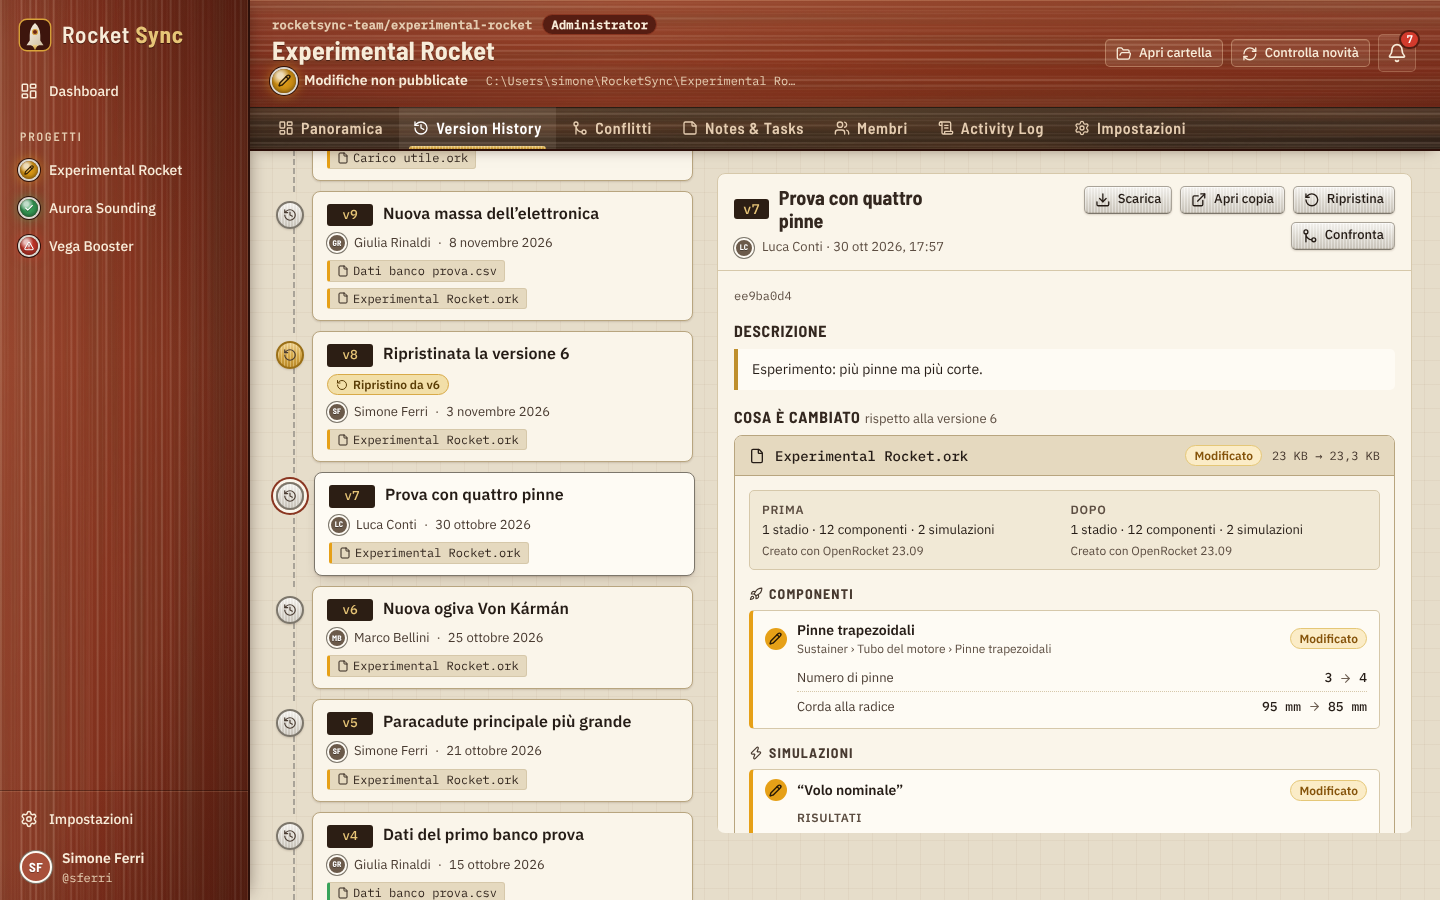 Rocket Sync
Dashboard
PROGETTI
Experimental Rocket
Aurora Sounding
Vega Booster
Impostazioni
SF
Simone Ferri
@sferri
rocketsync-team/experimental-rocket
Administrator
Experimental Rocket
Modifiche non pubblicate
C:\Users\simone\RocketSync\Experimental Ro…
Apri cartella
Controlla novità
7
Panoramica
Version History
Conflitti
Notes & Tasks
Membri
Activity Log
Impostazioni
Carico utile.ork
v9
Nuova massa dell’elettronica
GR
Giulia Rinaldi · 8 novembre 2026
Dati banco prova.csv
Experimental Rocket.ork
v8
Ripristinata la versione 6
Ripristino da v6
SF
Simone Ferri · 3 novembre 2026
Experimental Rocket.ork
v7
Prova con quattro pinne
LC
Luca Conti · 30 ottobre 2026
Experimental Rocket.ork
v6
Nuova ogiva Von Kármán
MB
Marco Bellini · 25 ottobre 2026
Experimental Rocket.ork
v5
Paracadute principale più grande
SF
Simone Ferri · 21 ottobre 2026
Experimental Rocket.ork
v4
Dati del primo banco prova
GR
Giulia Rinaldi · 15 ottobre 2026
Dati banco prova.csv
v7
Prova con quattro
pinne
LC
Luca Conti · 30 ott 2026, 17:57
Scarica
Apri copia
Ripristina
Confronta
ee9ba0d4
DESCRIZIONE
Esperimento: più pinne ma più corte.
COSA È CAMBIATO rispetto alla versione 6
Experimental Rocket.ork
Modificato
23 KB → 23,3 KB
PRIMA
1 stadio · 12 componenti · 2 simulazioni
Creato con OpenRocket 23.09
DOPO
1 stadio · 12 componenti · 2 simulazioni
Creato con OpenRocket 23.09
COMPONENTI
Pinne trapezoidali
Sustainer › Tubo del motore › Pinne trapezoidali
Modificato
Numero di pinne
3 → 4
Corda alla radice
95 mm → 85 mm
SIMULAZIONI
“Volo nominale”
Modificato
RISULTATI